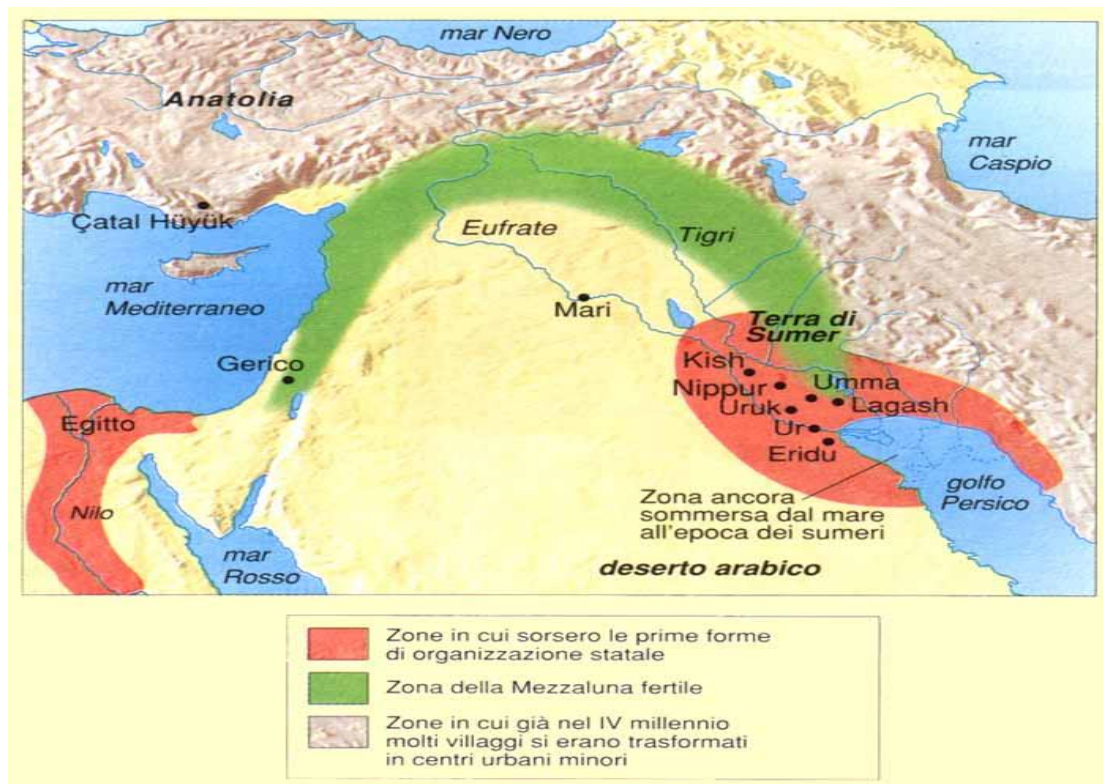 mar Nero
Anatolia
mar
Caspio
Çatal Hüyük
Eufrate
Tigri
mar
Mediterraneo
Mari
Terra di
Sumer
Gerico
Kish
Nippur
Umma
Uruk
Lagash
Egitto
Ur
Eridu
Nilo
golfo
Persico
Zona ancora
sommersa dal mare
all'epoca dei sumeri
mar
Rosso
deserto arabico
Zone in cui sorsero le prime forme
di organizzazione statale
Zona della Mezzaluna fertile
Zone in cui già nel IV millennio
molti villaggi si erano trasformati
in centri urbani minori